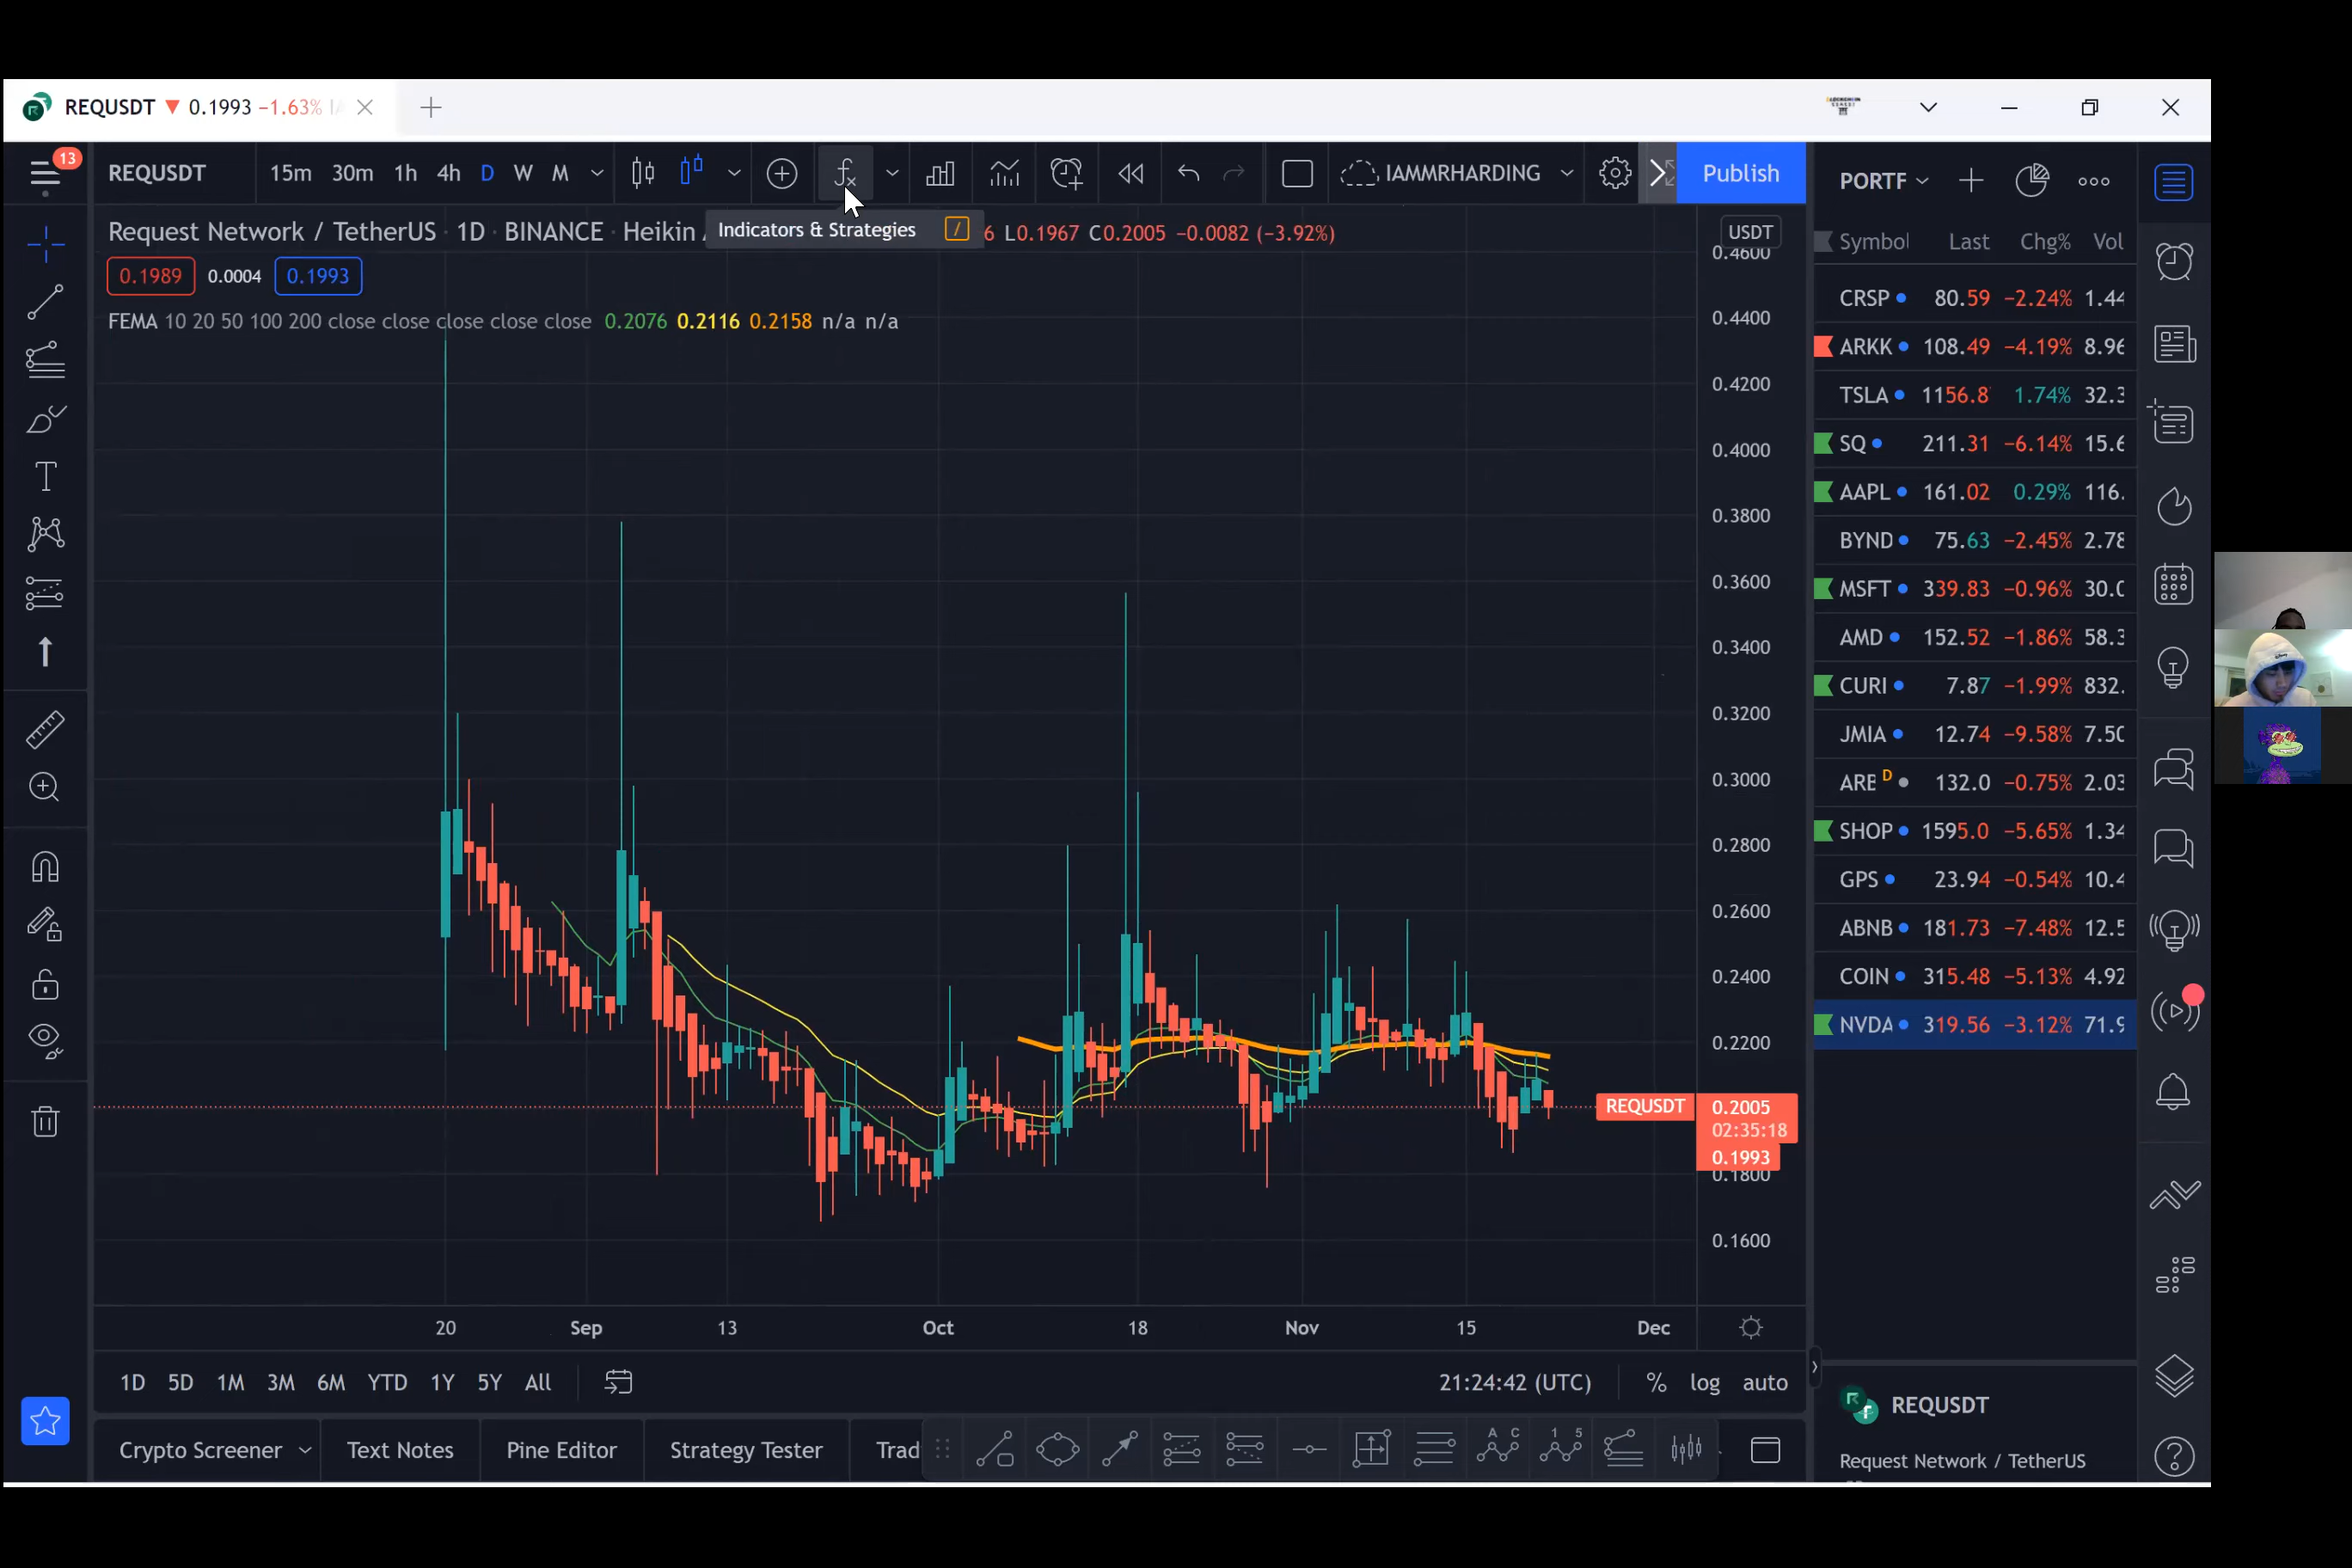 REQUSDT ▼ 0.1993 −1.63%
13
REQUSDT 15m 30m 1h 4h D W M IAMMRHARDING Publish
Request Network / TetherUS · 1D · BINANCE · Heikin
Indicators & Strategies /
6 L0.1967 C0.2005 −0.0082 (−3.92%)
0.1989 0.0004 0.1993
FEMA 10 20 50 100 200 close close close close close 0.2076 0.2116 0.2158 n/a n/a
USDT
0.4600
0.4400
0.4200
0.4000
0.3800
0.3600
0.3400
0.3200
0.3000
0.2800
0.2600
0.2400
0.2200
REQUSDT 0.2005
02:35:18
0.1993
0.1800
0.1600
20 Sep 13 Oct 18 Nov 15 Dec
1D 5D 1M 3M 6M YTD 1Y 5Y All
21:24:42 (UTC) % log auto
Crypto Screener Text Notes Pine Editor Strategy Tester Trad
A C
1 5
PORTF
Symbol Last Chg% Vol
CRSP 80.59 −2.24% 1.44
ARKK 108.49 −4.19% 8.96
TSLA 1156.8 1.74% 32.3
SQ 211.31 −6.14% 15.6
AAPL 161.02 0.29% 116.
BYND 75.63 −2.45% 2.78
MSFT 339.83 −0.96% 30.0
AMD 152.52 −1.86% 58.3
CURI 7.87 −1.99% 832.
JMIA 12.74 −9.58% 7.50
ARE D 132.0 −0.75% 2.03
SHOP 1595.0 −5.65% 1.34
GPS 23.94 −0.54% 10.4
ABNB 181.73 −7.48% 12.5
COIN 315.48 −5.13% 4.92
NVDA 319.56 −3.12% 71.9
REQUSDT
Request Network / TetherUS